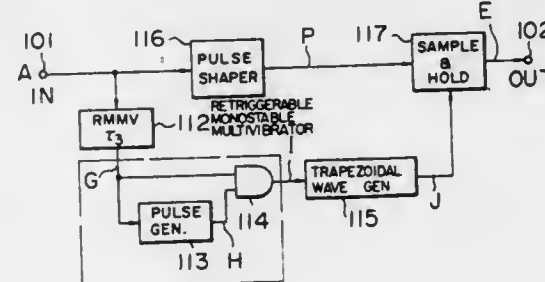 101
A
IN
116
PULSE
SHAPER
P
117
SAMPLE
&
HOLD
E
102
OUT
RMMV
τ3
112
RETRIGGERABLE
MONOSTABLE
MULTIVIBRATOR
G
I
114
TRAPEZOIDAL
WAVE GEN
115
J
PULSE
GEN.
113
H